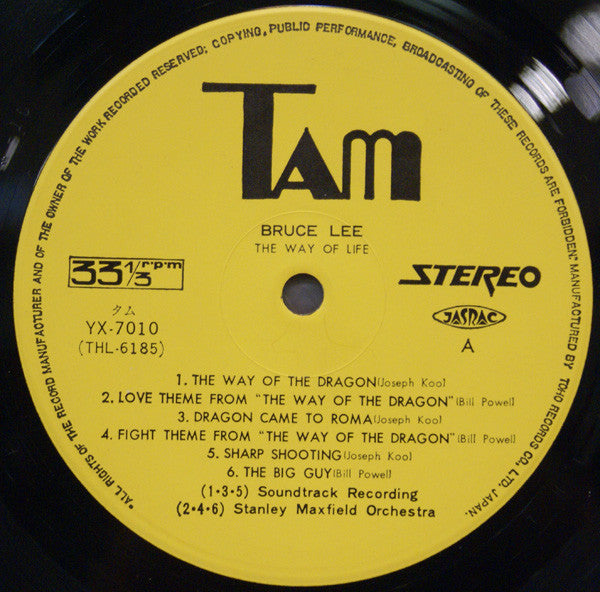 *ALL RIGHTS OF THE RECORD MANUFACTURER AND OF THE OWNER OF THE WORK RECORDED RESERVED; COPYING, PUBLIC PERFORMANCE, BROADCASTING OF THESE RECORDS ARE FORBIDDEN." MANUFACTURED BY TOHO RECORDS CO., LTD. JAPAN.
TAM
BRUCE LEE
THE WAY OF LIFE
33 1/3 r·p·m
STEREO
タム
YX-7010
(THL-6185)
JASRAC
A
1. THE WAY OF THE DRAGON (Joseph Koo)
2. LOVE THEME FROM "THE WAY OF THE DRAGON" (Bill Powel)
3. DRAGON CAME TO ROMA (Joseph Koo)
4. FIGHT THEME FROM "THE WAY OF THE DRAGON" (Bill Powel)
5. SHARP SHOOTING (Joseph Koo)
6. THE BIG GUY (Bill Powel)
(1·3·5) Soundtrack Recording
(2·4·6) Stanley Maxfield Orchestra